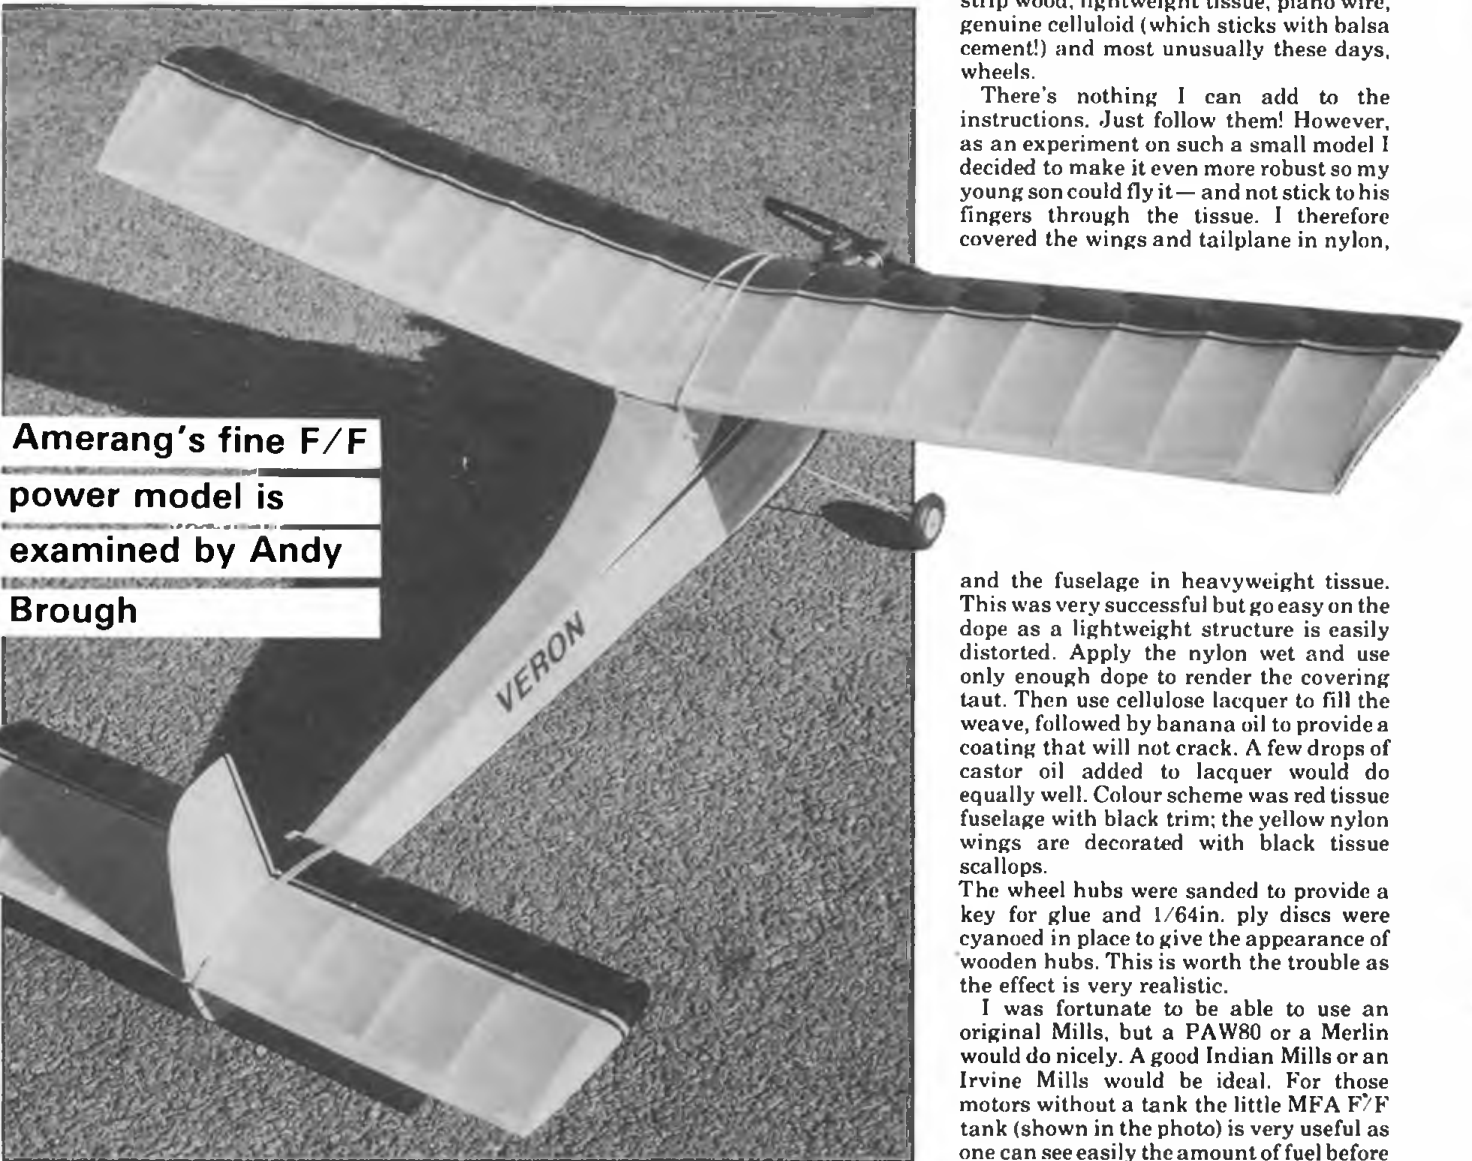 Amerang's fine F/F
power model is
examined by Andy
Brough
VERON
strip wood, lightweight tissue, piano wire,
genuine celluloid (which sticks with balsa
cement!) and most unusually these days,
wheels.
There's nothing I can add to the
instructions. Just follow them! However,
as an experiment on such a small model I
decided to make it even more robust so my
young son could fly it — and not stick to his
fingers through the tissue. I therefore
covered the wings and tailplane in nylon,
and the fuselage in heavyweight tissue.
This was very successful but go easy on the
dope as a lightweight structure is easily
distorted. Apply the nylon wet and use
only enough dope to render the covering
taut. Then use cellulose lacquer to fill the
weave, followed by banana oil to provide a
coating that will not crack. A few drops of
castor oil added to lacquer would do
equally well. Colour scheme was red tissue
fuselage with black trim; the yellow nylon
wings are decorated with black tissue
scallops.
The wheel hubs were sanded to provide a
key for glue and 1/64in. ply discs were
cyanoed in place to give the appearance of
wooden hubs. This is worth the trouble as
the effect is very realistic.
I was fortunate to be able to use an
original Mills, but a PAW80 or a Merlin
would do nicely. A good Indian Mills or an
Irvine Mills would be ideal. For those
motors without a tank the little MFA F/F
tank (shown in the photo) is very useful as
one can see easily the amount of fuel before